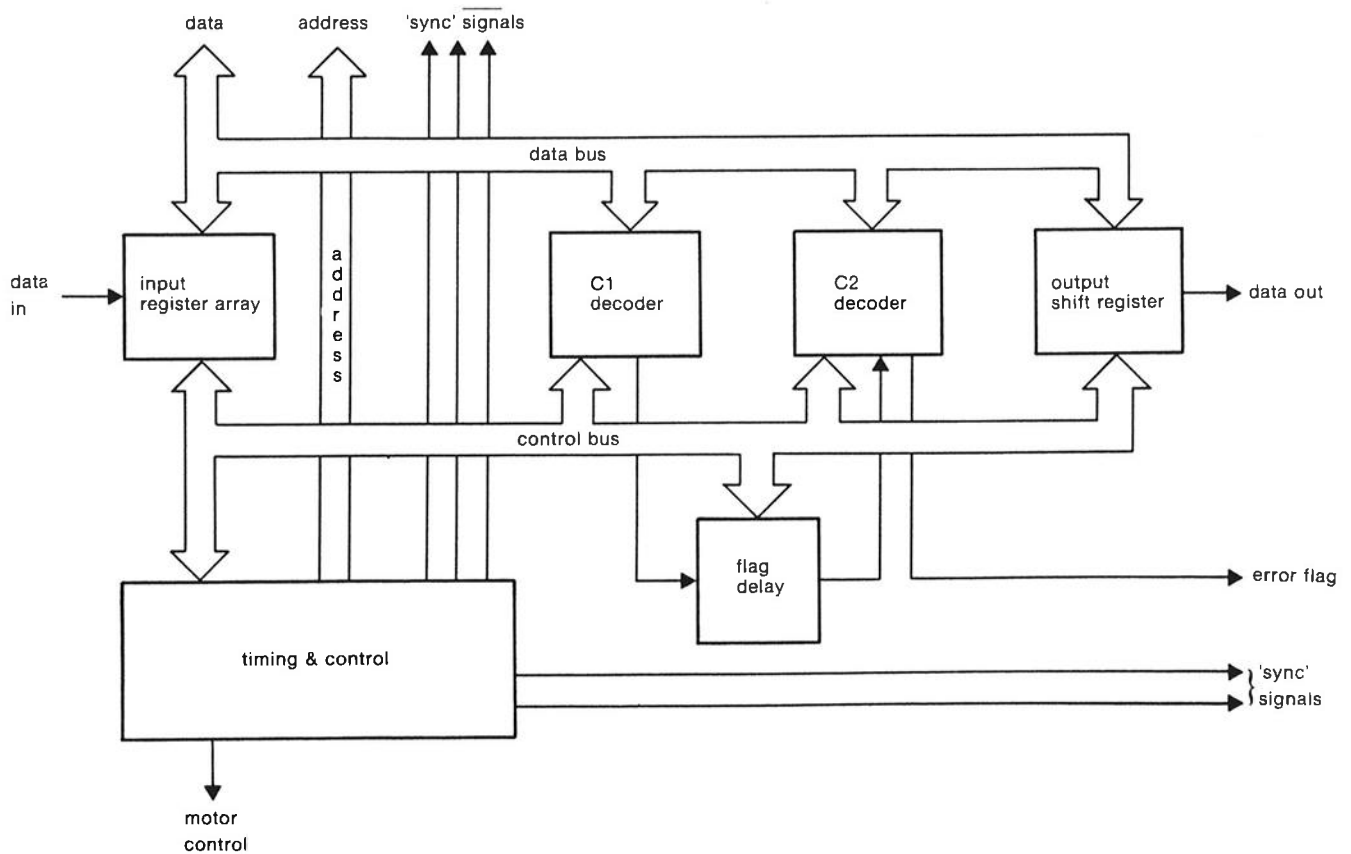 data
address
'sync' signals
data bus
data
in
input
register array
address
C1
decoder
C2
decoder
output
shift register
data out
control bus
flag
delay
error flag
timing & control
'sync'
signals
motor
control